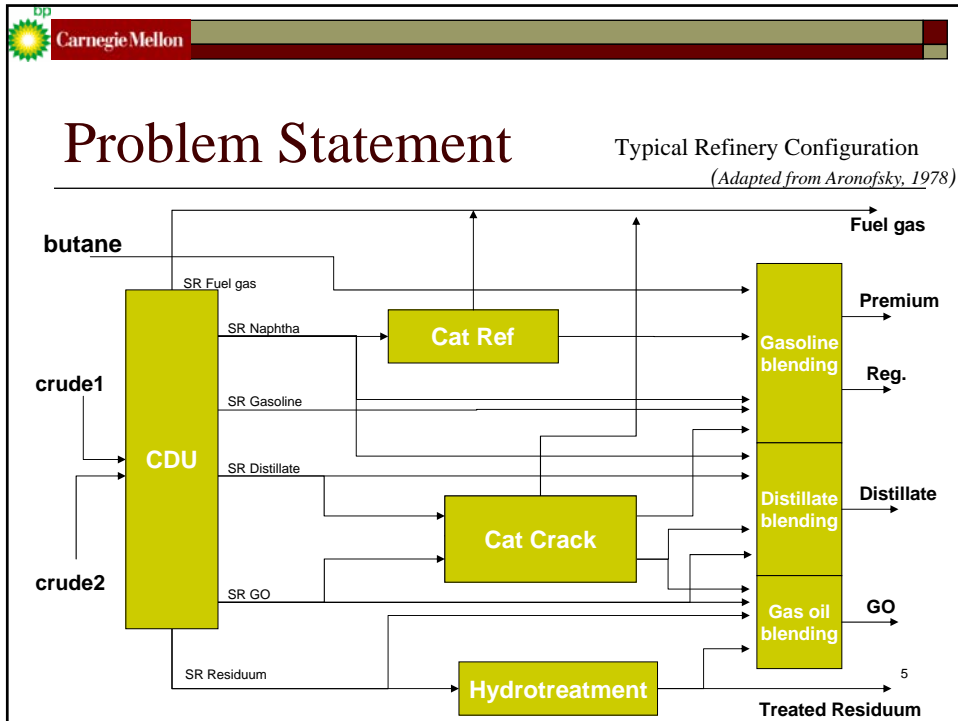 bp
Carnegie Mellon
Problem Statement
Typical Refinery Configuration
(Adapted from Aronofsky, 1978)
Fuel gas
butane
SR Fuel gas
Premium
SR Naphtha
Cat Ref
Gasoline
blending
Reg.
crude1
SR Gasoline
CDU
SR Distillate
Distillate
Distillate
blending
Cat Crack
crude2
SR GO
GO
Gas oil
blending
SR Residuum
Hydrotreatment
5
Treated Residuum